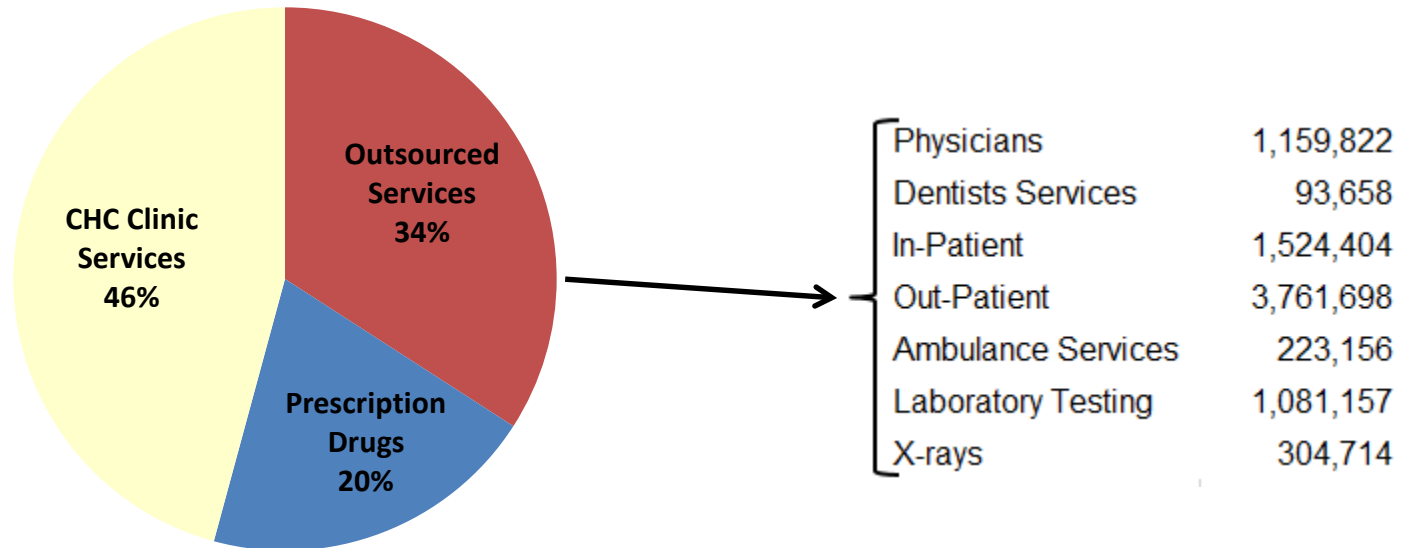 Outsourced
Services
34%
CHC Clinic
Services
46%
Prescription
Drugs
20%
Physicians 1,159,822
Dentists Services 93,658
In-Patient 1,524,404
Out-Patient 3,761,698
Ambulance Services 223,156
Laboratory Testing 1,081,157
X-rays 304,714